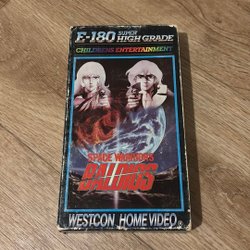 E-180 SUPER HIGH GRADE
CHILDRENS ENTERTAINMENT
SPACE WARRIORS
BALDIOS
WESTCON HOME VIDEO